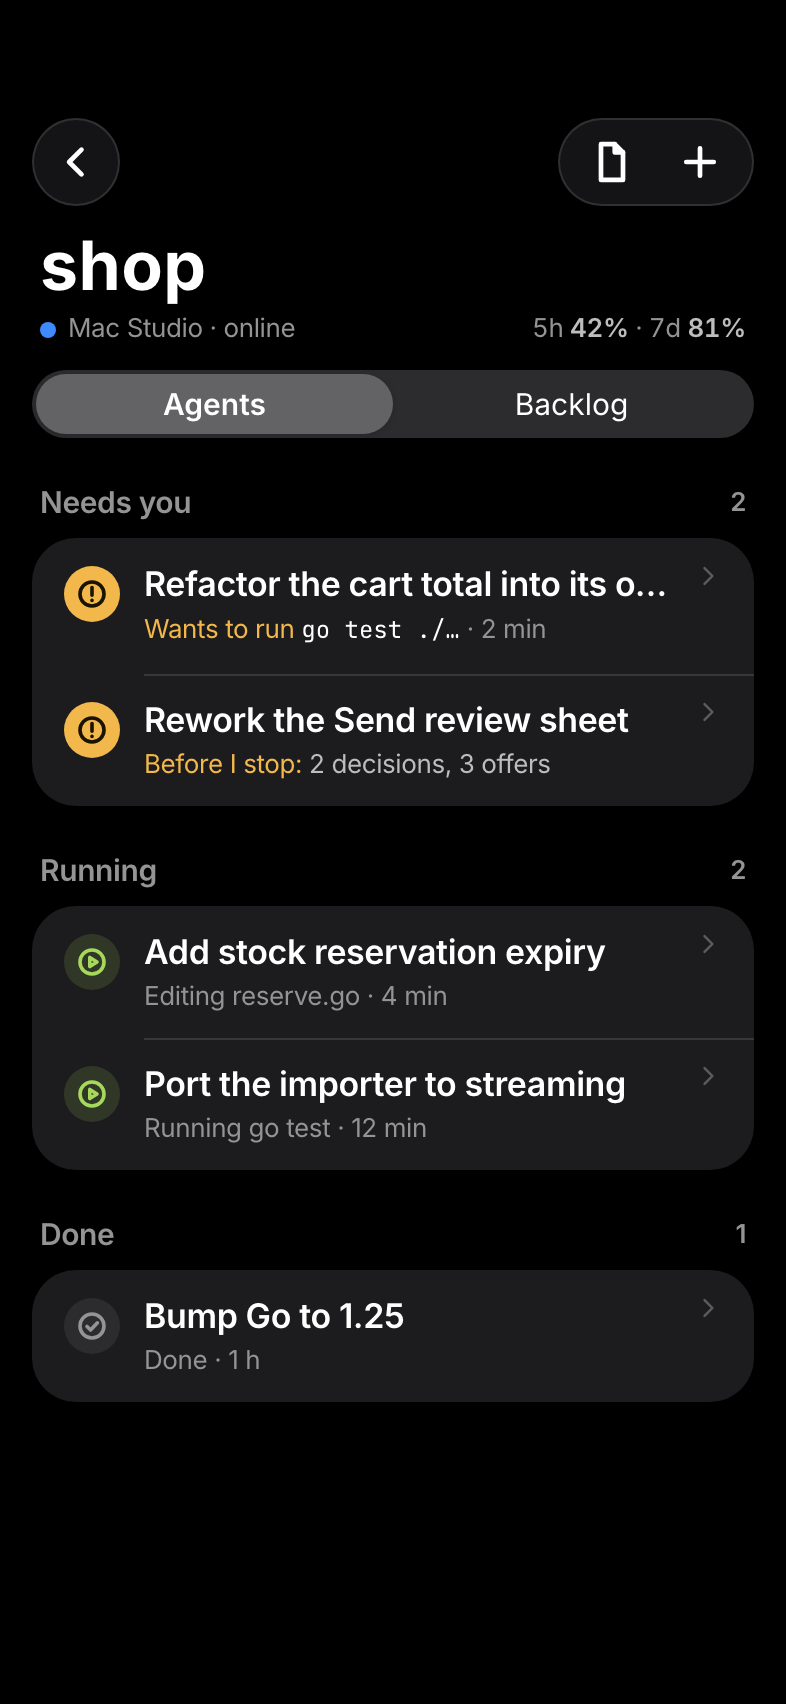 shop
Mac Studio · online
5h 42% · 7d 81%
Agents
Backlog
Needs you
2
Refactor the cart total into its o…
Wants to run go test ./… · 2 min
Rework the Send review sheet
Before I stop: 2 decisions, 3 offers
Running
2
Add stock reservation expiry
Editing reserve.go · 4 min
Port the importer to streaming
Running go test · 12 min
Done
1
Bump Go to 1.25
Done · 1 h